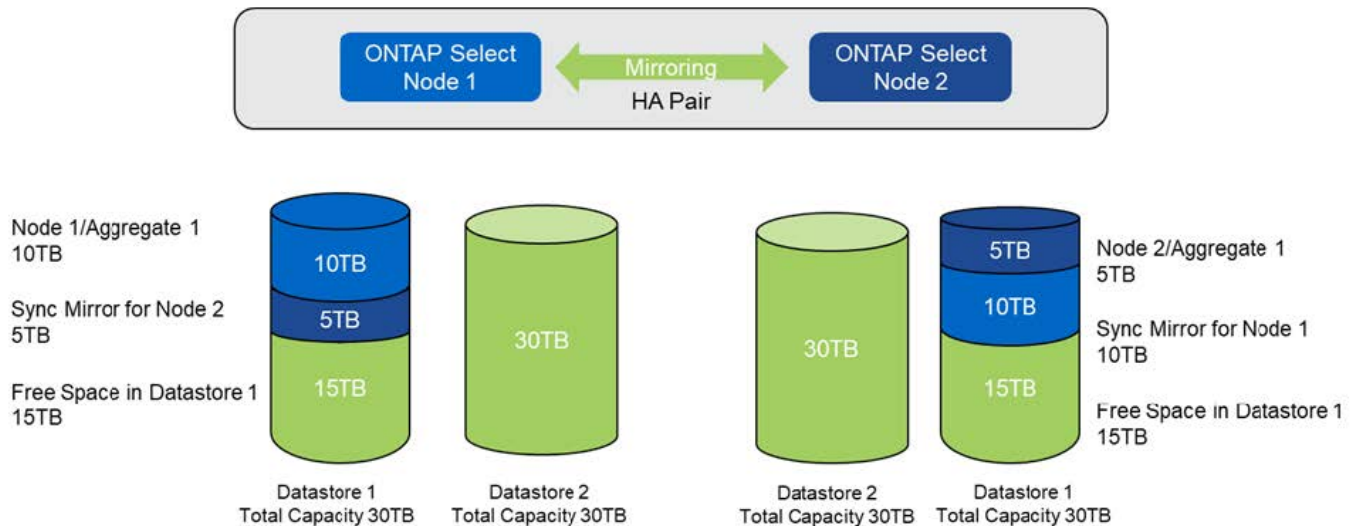 ONTAP Select
Node 1
Mirroring
HA Pair
ONTAP Select
Node 2
Node 1/Aggregate 1
10TB
Sync Mirror for Node 2
5TB
Free Space in Datastore 1
15TB
10TB
5TB
15TB
30TB
30TB
5TB
10TB
15TB
Node 2/Aggregate 1
5TB
Sync Mirror for Node 1
10TB
Free Space in Datastore 1
15TB
Datastore 1
Total Capacity 30TB
Datastore 2
Total Capacity 30TB
Datastore 2
Total Capacity 30TB
Datastore 1
Total Capacity 30TB